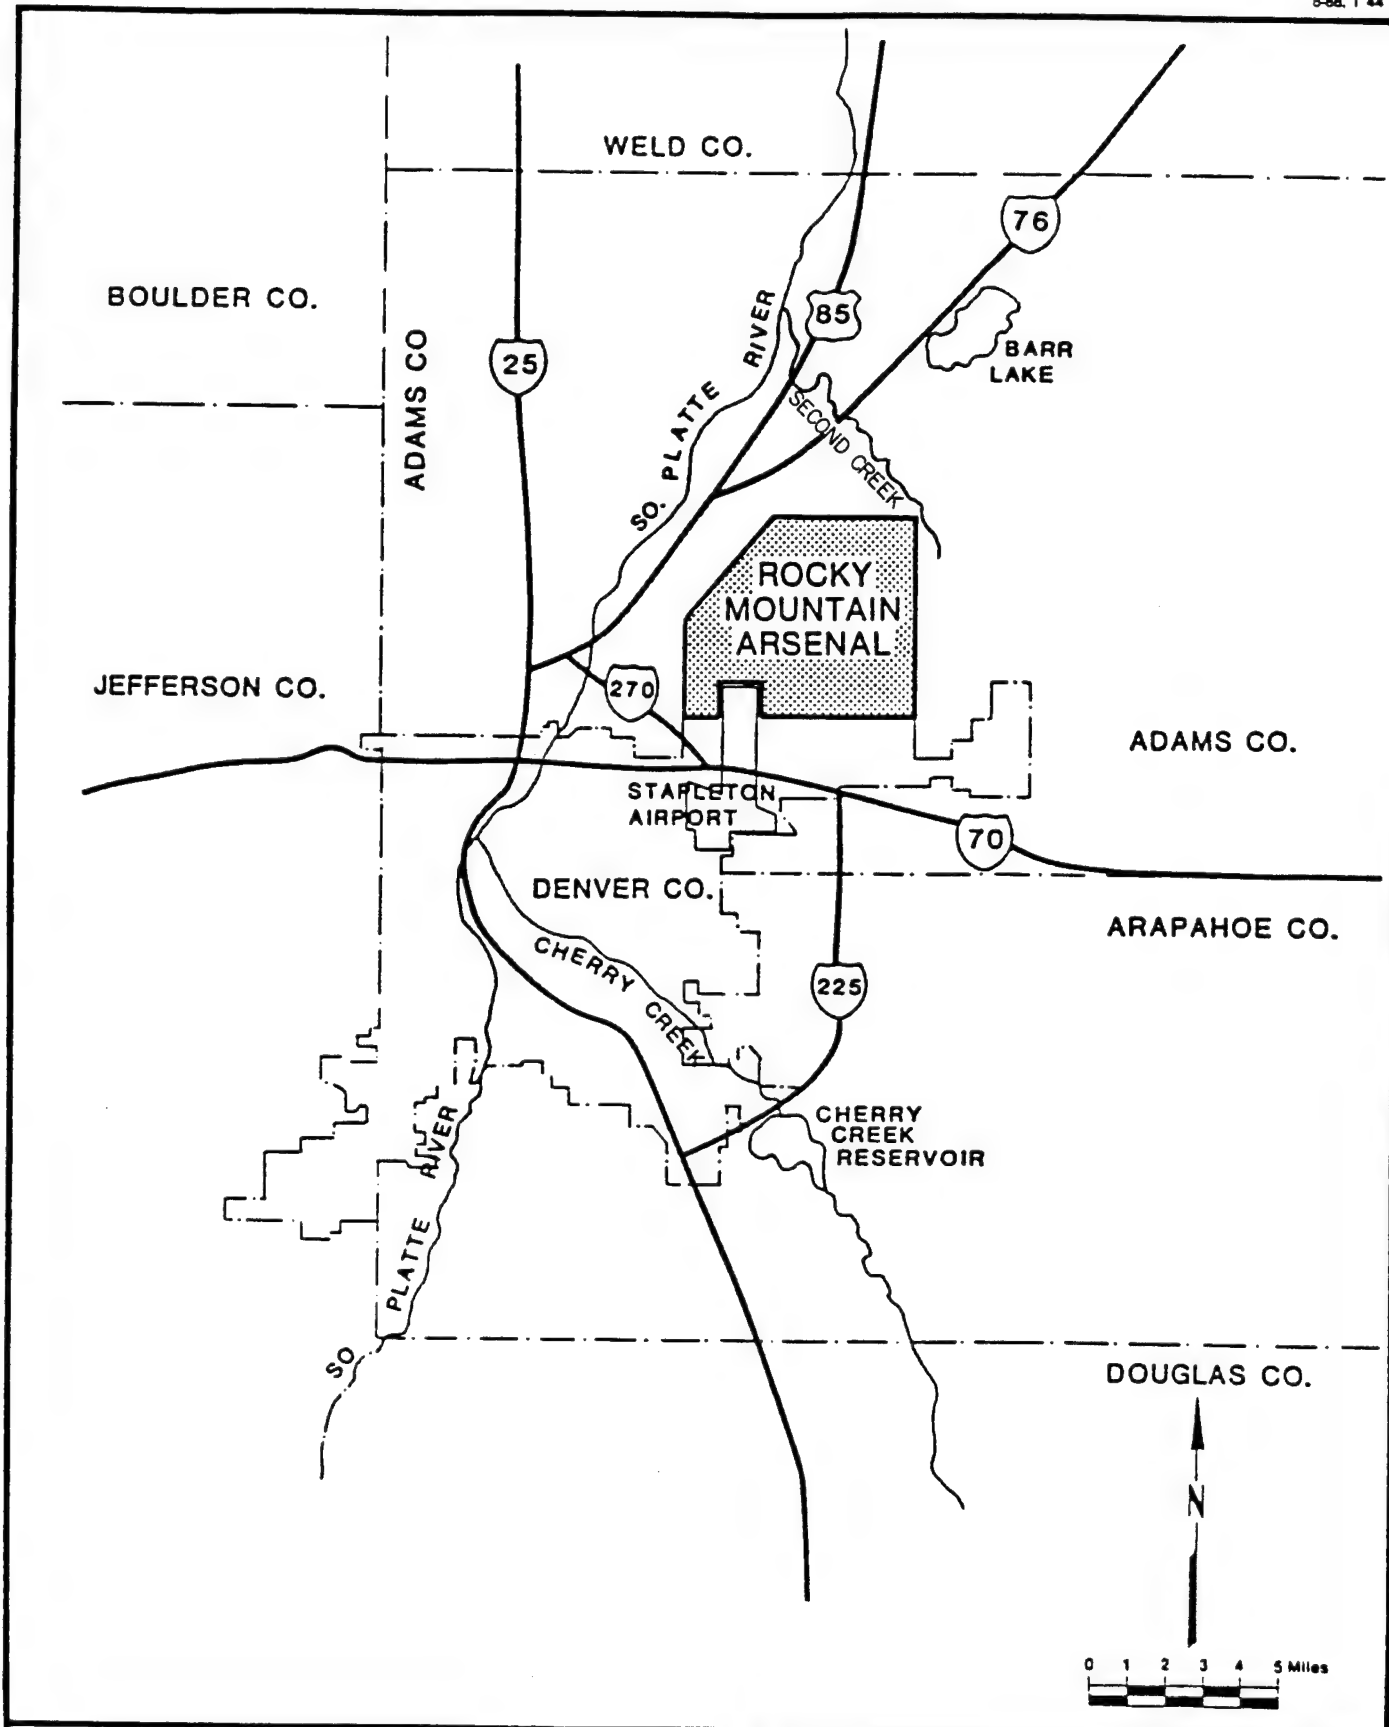 WELD CO.
76
BOULDER CO.
85
SO. PLATTE RIVER
25
ADAMS CO
BARR
LAKE
SECOND CREEK
ROCKY
MOUNTAIN
ARSENAL
JEFFERSON CO.
270
ADAMS CO.
STAPLETON
AIRPORT
70
DENVER CO.
ARAPAHOE CO.
CHERRY CREEK
225
CHERRY
CREEK
RESERVOIR
SO PLATTE RIVER
DOUGLAS CO.
N
0 1 2 3 4 5 Miles